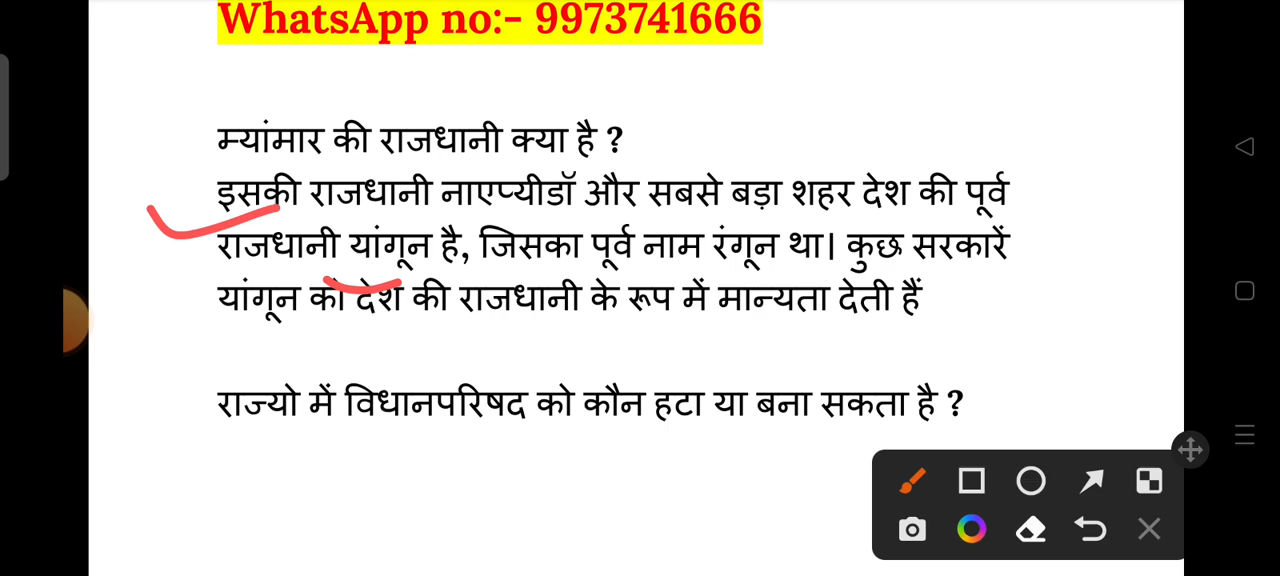 WhatsApp no:- 9973741666
म्यांमार की राजधानी क्या है ?
इसकी राजधानी नाएप्यीडॉ और सबसे बड़ा शहर देश की पूर्व
राजधानी यांगून है, जिसका पूर्व नाम रंगून था। कुछ सरकारें
यांगून को देश की राजधानी के रूप में मान्यता देती हैं
राज्यो में विधानपरिषद को कौन हटा या बना सकता है ?